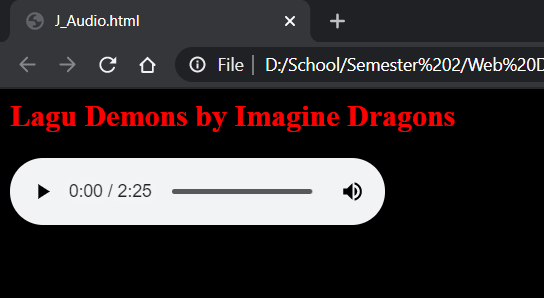 J_Audio.html
File D:/School/Semester%202/Web%20D
Lagu Demons by Imagine Dragons
0:00 / 2:25